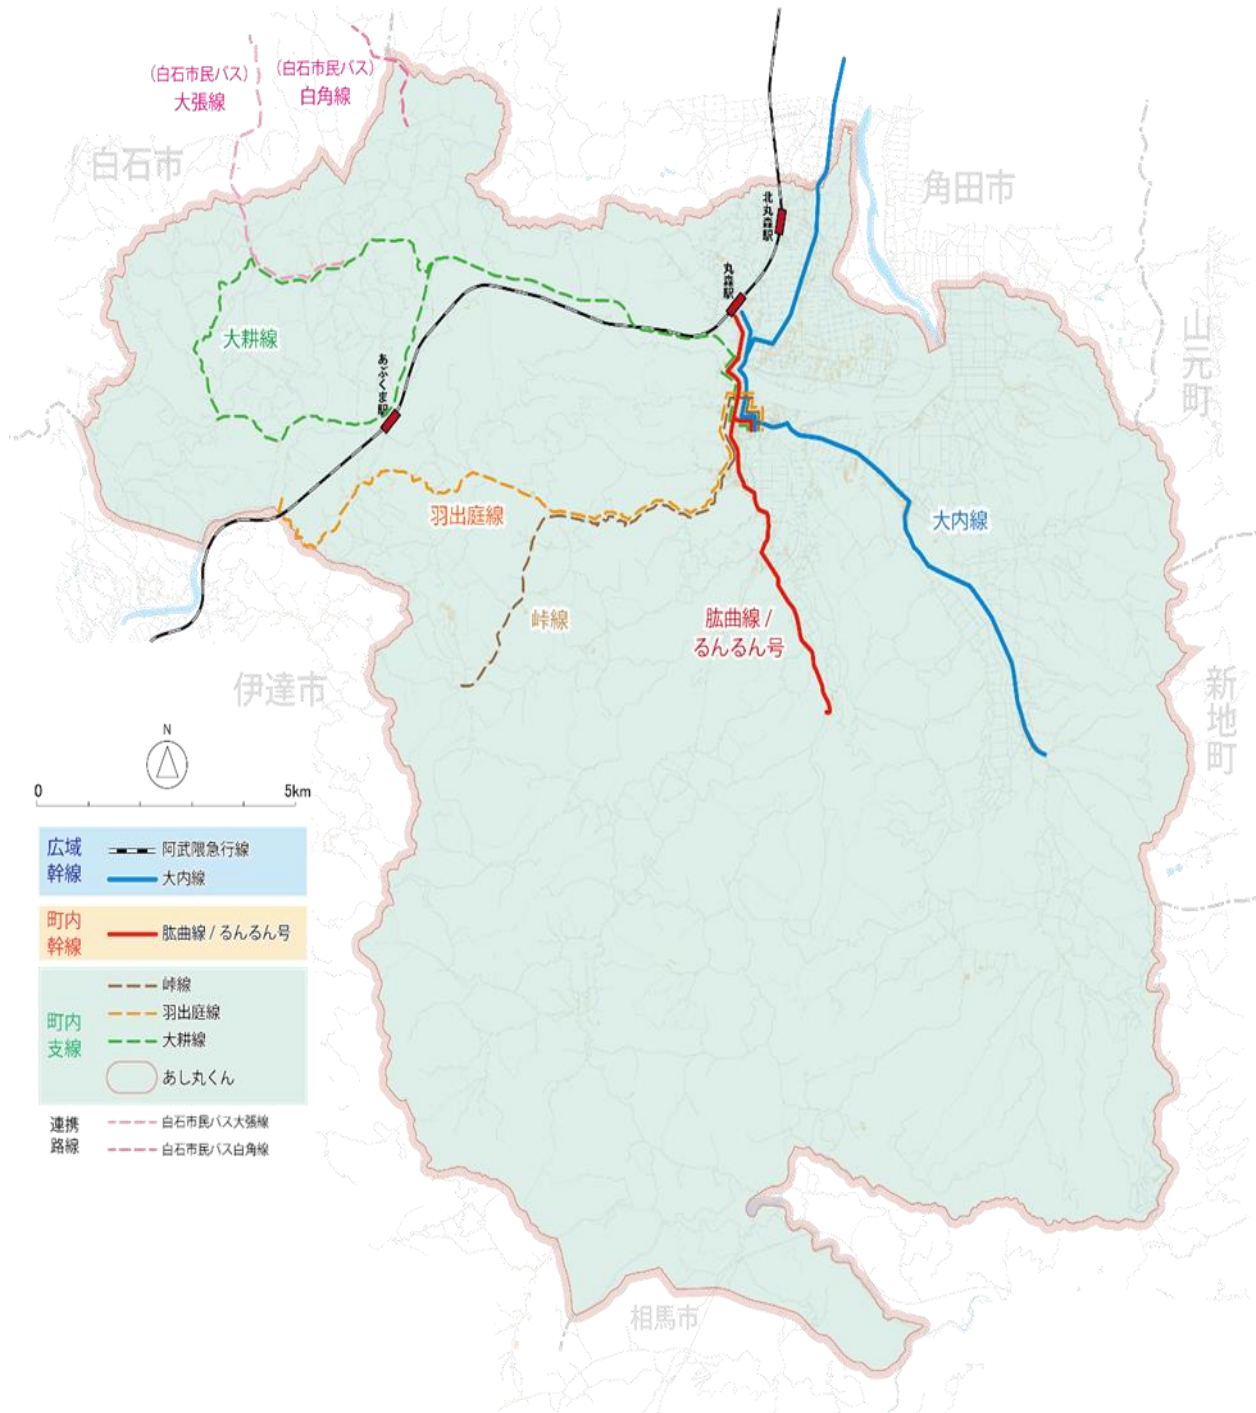 (白石市民バス)
大張線
(白石市民バス)
白角線
白石市
角田市
北丸森駅
丸森駅
山元町
大耕線
あぶくま駅
羽出庭線
大内線
峠線
肱曲線 /
るんるん号
伊達市
新地町
N
0
5km
広域
幹線
阿武隈急行線
大内線
町内
幹線
肱曲線 / るんるん号
町内
支線
峠線
羽出庭線
大耕線
あし丸くん
連携
路線
白石市民バス大張線
白石市民バス白角線
相馬市